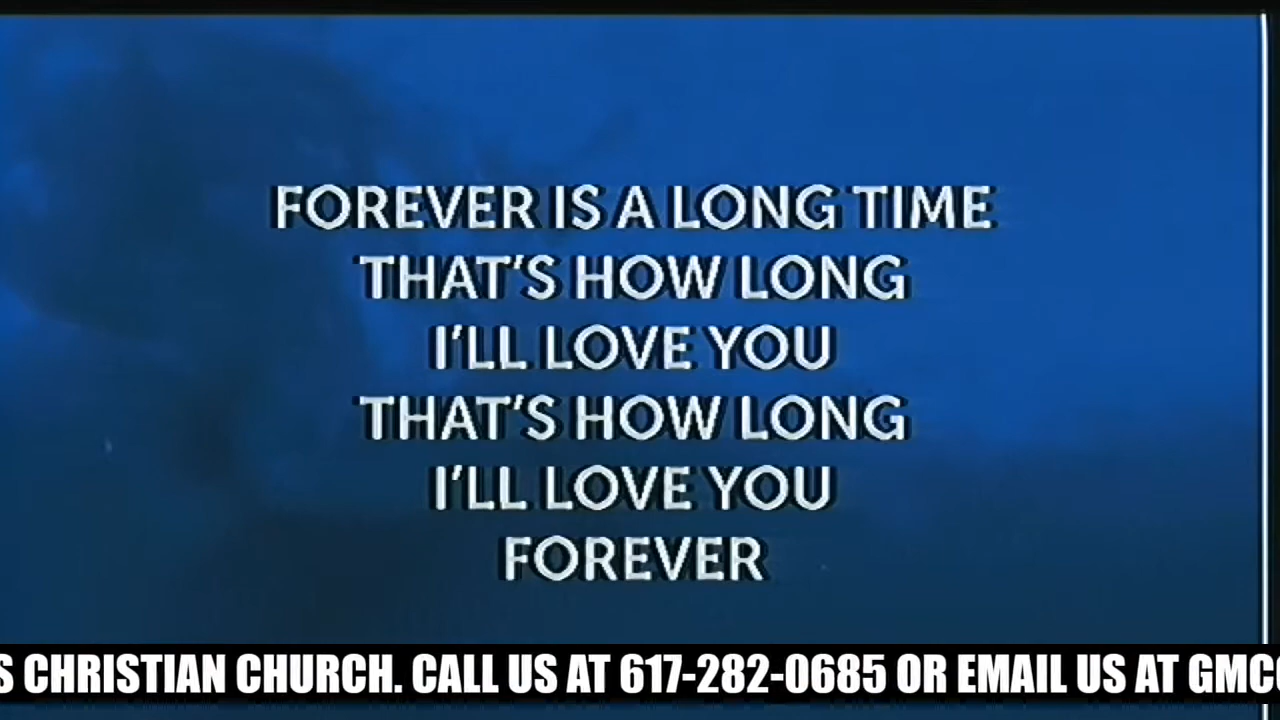 FOREVER IS A LONG TIME
THAT'S HOW LONG
I'LL LOVE YOU
THAT'S HOW LONG
I'LL LOVE YOU
FOREVER
CHRISTIAN CHURCH. CALL US AT 617-282-0685 OR EMAIL US AT